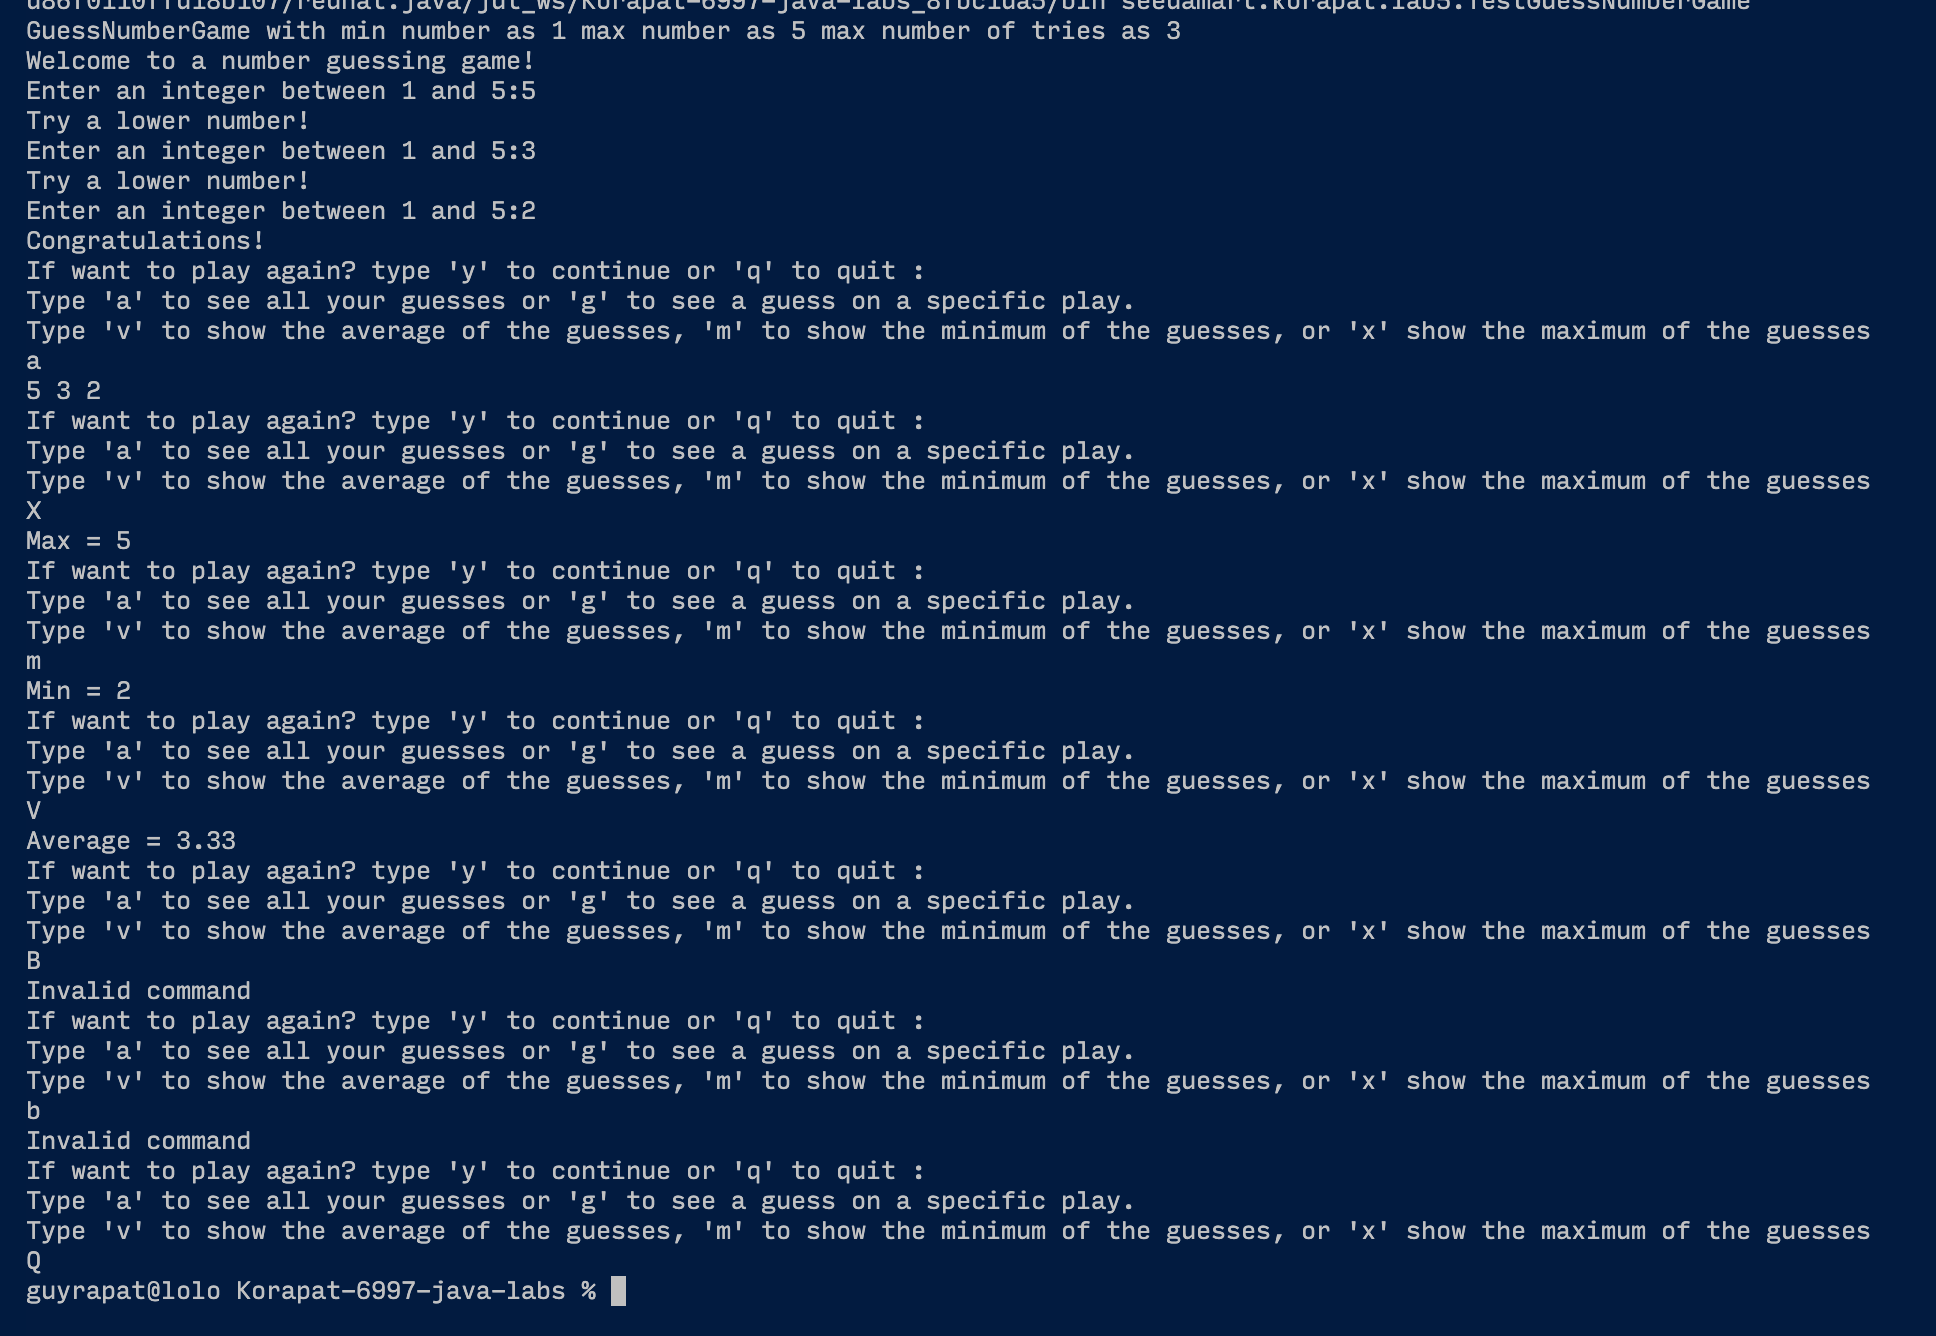 GuessNumberGame with min number as 1 max number as 5 max number of tries as 3
Welcome to a number guessing game!
Enter an integer between 1 and 5:5
Try a lower number!
Enter an integer between 1 and 5:3
Try a lower number!
Enter an integer between 1 and 5:2
Congratulations!
If want to play again? type 'y' to continue or 'q' to quit :
Type 'a' to see all your guesses or 'g' to see a guess on a specific play.
Type 'v' to show the average of the guesses, 'm' to show the minimum of the guesses, or 'x' show the maximum of the guesses
a
5 3 2
If want to play again? type 'y' to continue or 'q' to quit :
Type 'a' to see all your guesses or 'g' to see a guess on a specific play.
Type 'v' to show the average of the guesses, 'm' to show the minimum of the guesses, or 'x' show the maximum of the guesses
X
Max = 5
If want to play again? type 'y' to continue or 'q' to quit :
Type 'a' to see all your guesses or 'g' to see a guess on a specific play.
Type 'v' to show the average of the guesses, 'm' to show the minimum of the guesses, or 'x' show the maximum of the guesses
m
Min = 2
If want to play again? type 'y' to continue or 'q' to quit :
Type 'a' to see all your guesses or 'g' to see a guess on a specific play.
Type 'v' to show the average of the guesses, 'm' to show the minimum of the guesses, or 'x' show the maximum of the guesses
V
Average = 3.33
If want to play again? type 'y' to continue or 'q' to quit :
Type 'a' to see all your guesses or 'g' to see a guess on a specific play.
Type 'v' to show the average of the guesses, 'm' to show the minimum of the guesses, or 'x' show the maximum of the guesses
B
Invalid command
If want to play again? type 'y' to continue or 'q' to quit :
Type 'a' to see all your guesses or 'g' to see a guess on a specific play.
Type 'v' to show the average of the guesses, 'm' to show the minimum of the guesses, or 'x' show the maximum of the guesses
b
Invalid command
If want to play again? type 'y' to continue or 'q' to quit :
Type 'a' to see all your guesses or 'g' to see a guess on a specific play.
Type 'v' to show the average of the guesses, 'm' to show the minimum of the guesses, or 'x' show the maximum of the guesses
Q
guyrapat@lolo Korapat-6997-java-labs %